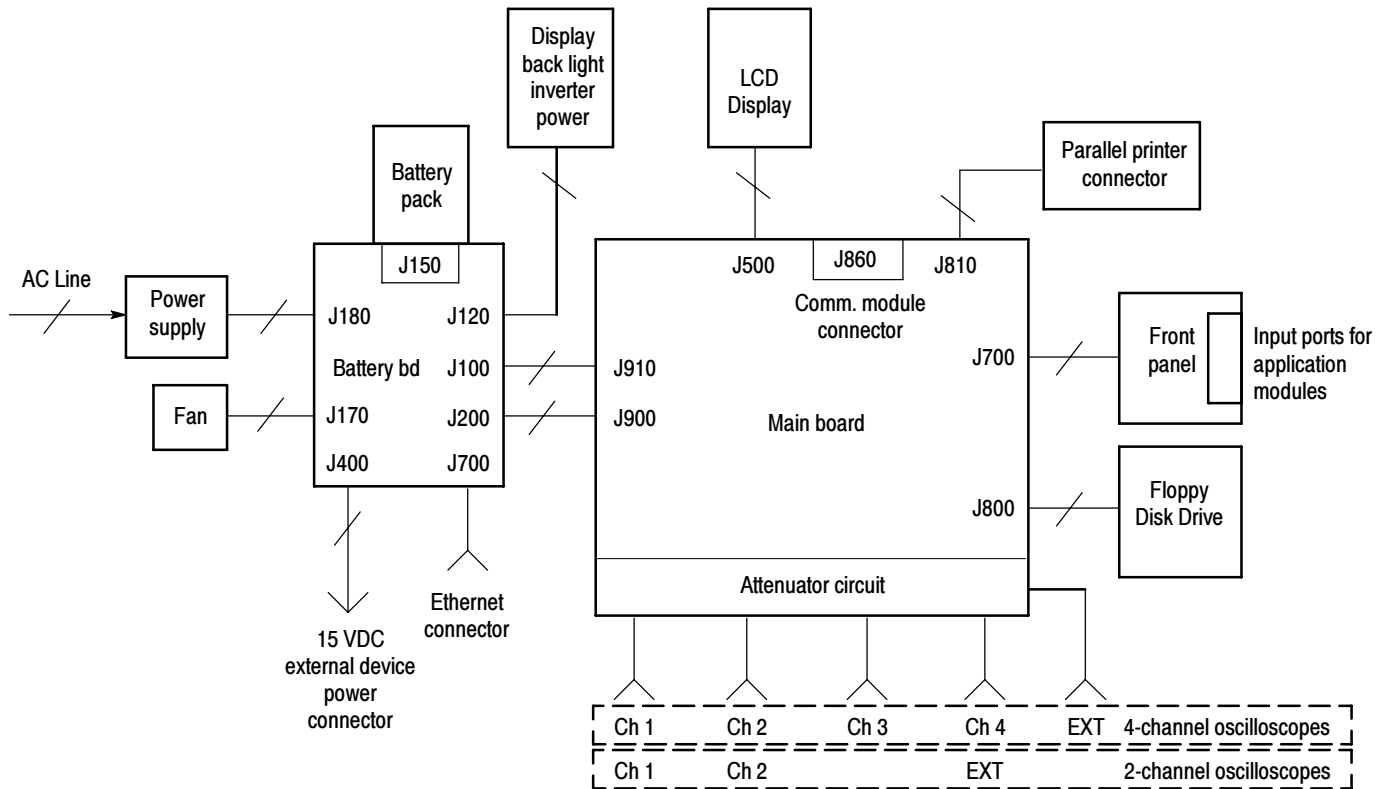 Display
back light
inverter
power
LCD
Display
Parallel printer
connector
Battery
pack
J150
AC Line
Power
supply
J180
J120
J500
J860
J810
Comm. module
connector
Front
panel
Input ports for
application
modules
J700
Battery bd
J100
J910
Fan
J170
J200
J900
Main board
J400
J700
J800
Floppy
Disk Drive
Attenuator circuit
Ethernet
connector
15 VDC
external device
power
connector
Ch 1 Ch 2 Ch 3 Ch 4 EXT 4-channel oscilloscopes
Ch 1 Ch 2 EXT 2-channel oscilloscopes